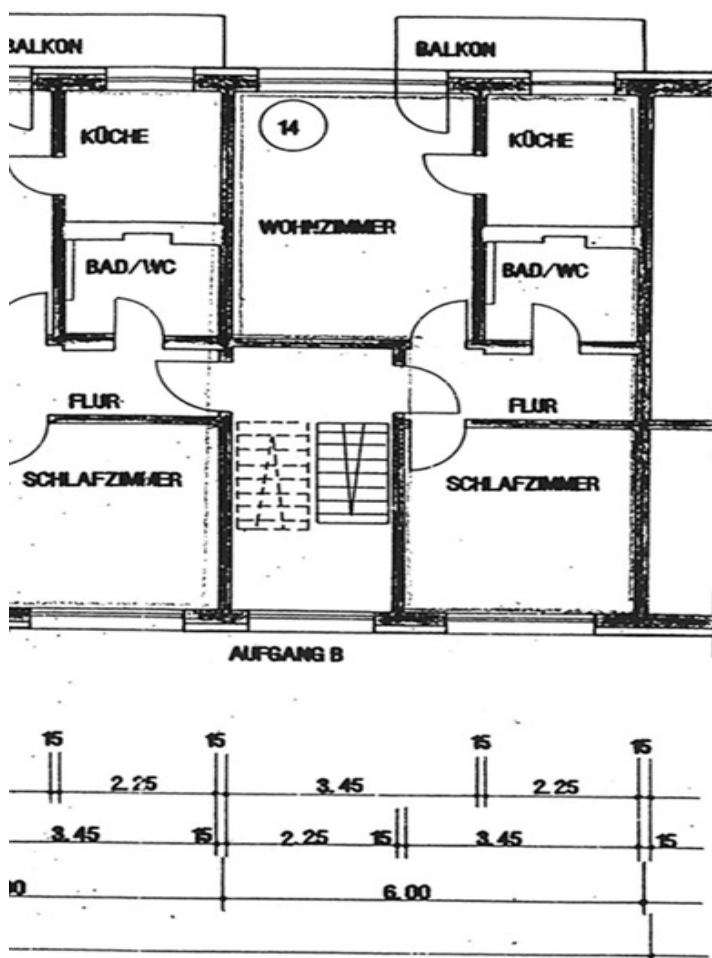 BALKON
BALKON
KÜCHE
14
KÜCHE
WOHNZIMMER
BAD/WC
BAD/WC
FLUR
FLUR
SCHLAFZIMMER
SCHLAFZIMMER
AUFGANG B
15 15 15 15
2.25 3.45 2.25
3.45 15 2.25 15 3.45 15
6.00